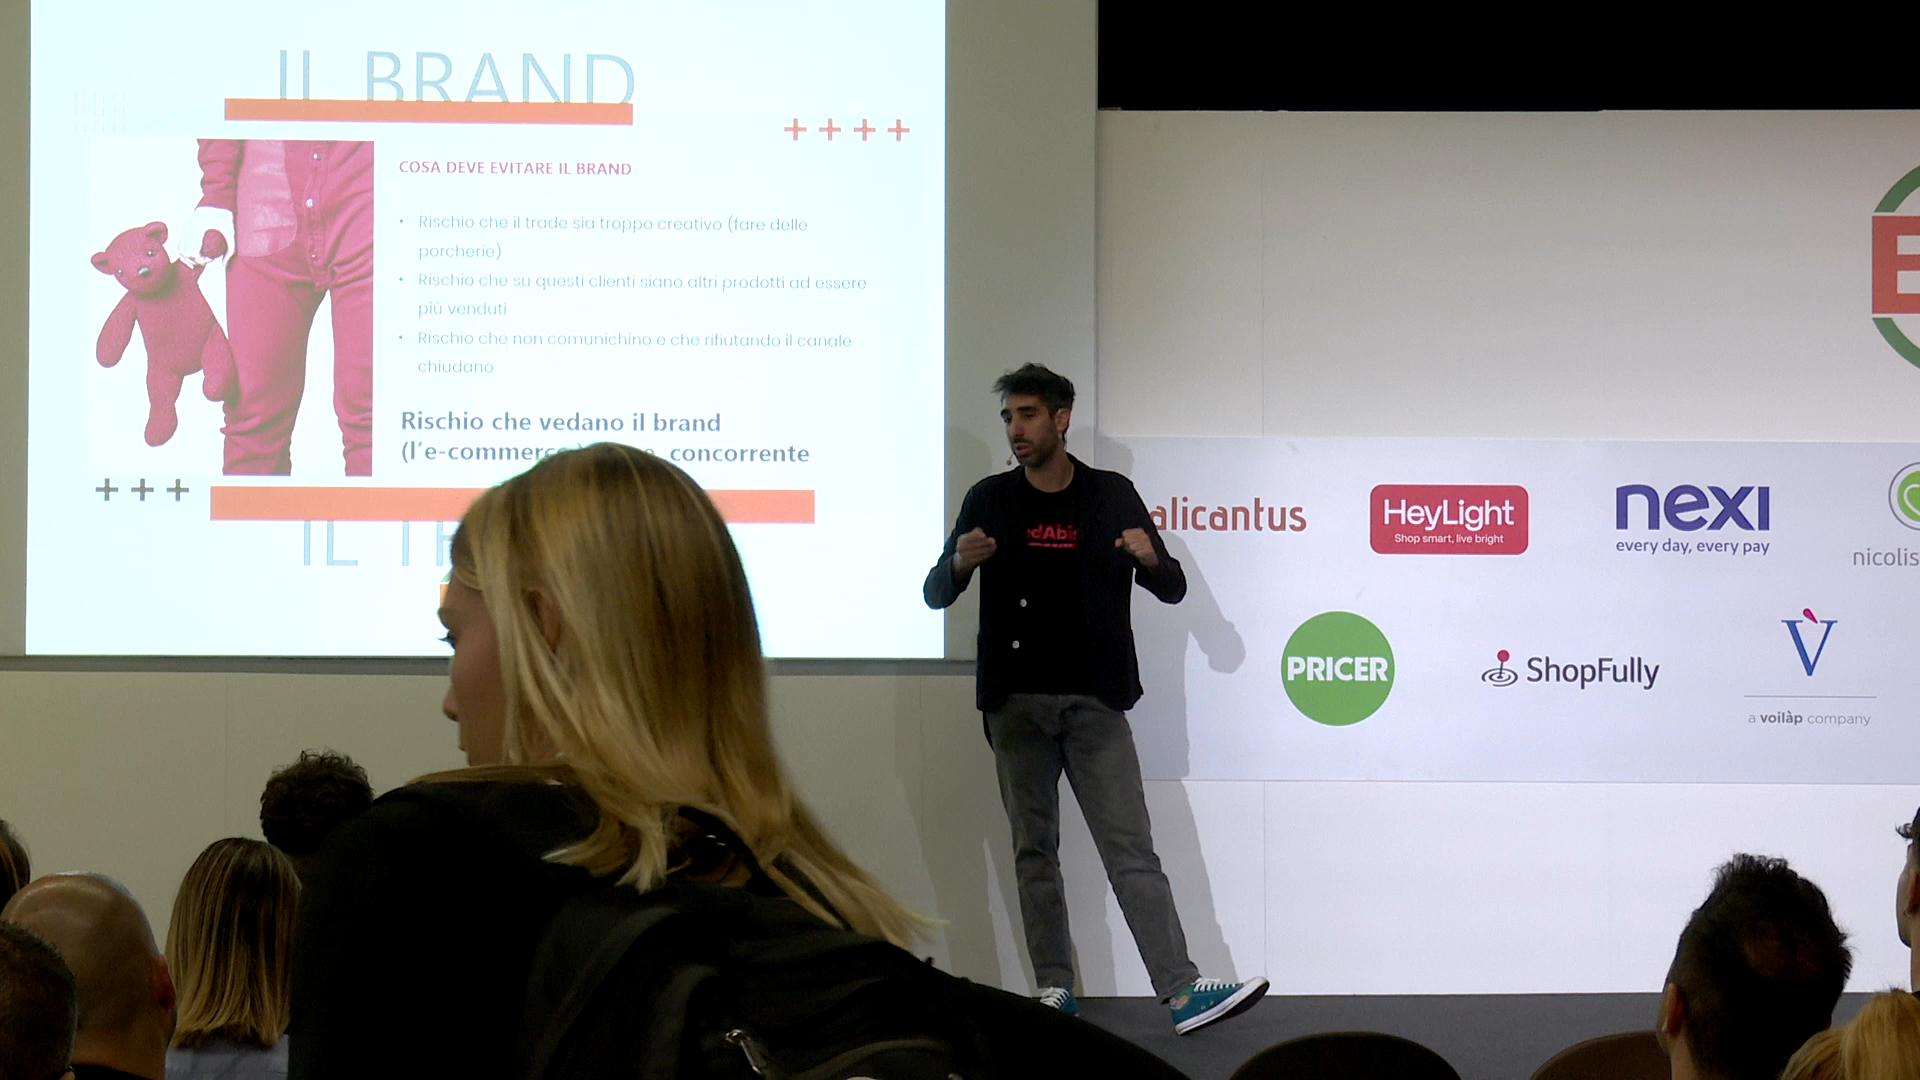 IL BRAND
COSA DEVE EVITARE IL BRAND
• Rischio che il trade sia troppo creativo (fare delle
porcherie)
• Rischio che su questi clienti siano altri prodotti ad essere
più venduti
• Rischio che non comunichino e che rifiutando il canale
chiudano
Rischio che vedano il brand
(l'e-commerce) concorrente
IL
alicantus
HeyLight
Shop smart, live bright
nexi
every day, every pay
nicolis
PRICER
ShopFully
V
a voilàp company